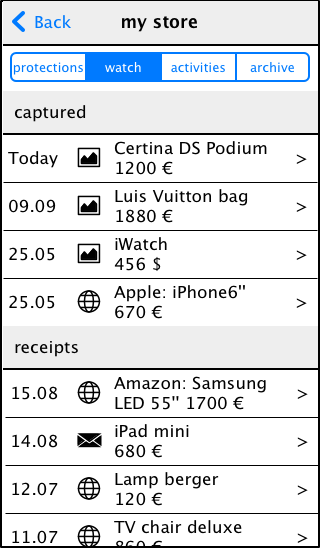 Back
my store
protections
watch
activities
archive
captured
Today
Certina DS Podium
1200 €
>
09.09
Luis Vuitton bag
1880 €
>
25.05
iWatch
456 $
>
25.05
Apple: iPhone6"
670 €
>
receipts
15.08
Amazon: Samsung
LED 55" 1700 €
>
14.08
iPad mini
680 €
>
12.07
Lamp berger
120 €
>
11.07
TV chair deluxe
860 €
>